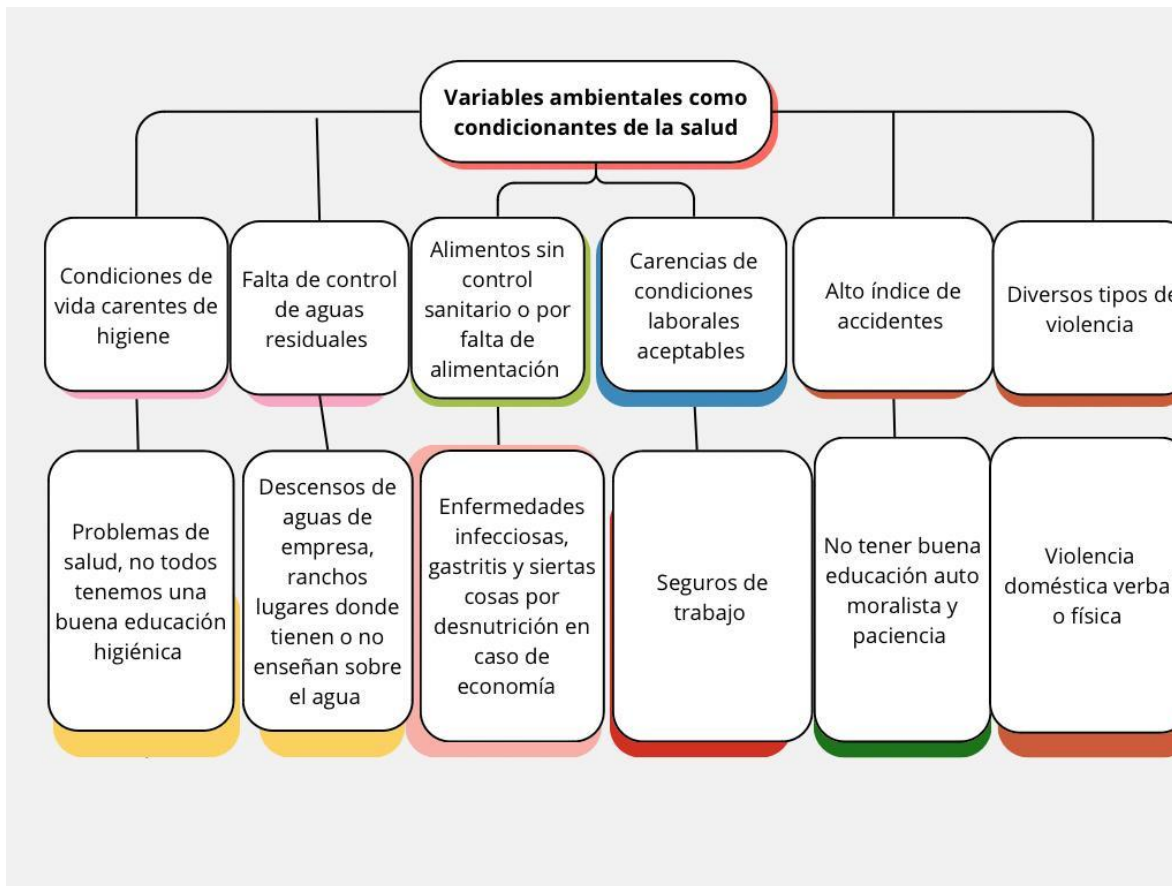 Variables ambientales como
condicionantes de la salud
Condiciones de
vida carentes de
higiene
Falta de control
de aguas
residuales
Alimentos sin
control
sanitario o por
falta de
alimentación
Carencias de
condiciones
laborales
aceptables
Alto índice de
accidentes
Diversos tipos de
violencia
Problemas de
salud, no todos
tenemos una
buena educación
higiénica
Descensos de
aguas de
empresa,
ranchos
lugares donde
tienen o no
enseñan sobre
el agua
Enfermedades
infecciosas,
gastritis y siertas
cosas por
desnutrición en
caso de
economía
Seguros de
trabajo
No tener buena
educación auto
moralista y
paciencia
Violencia
doméstica verba
o física